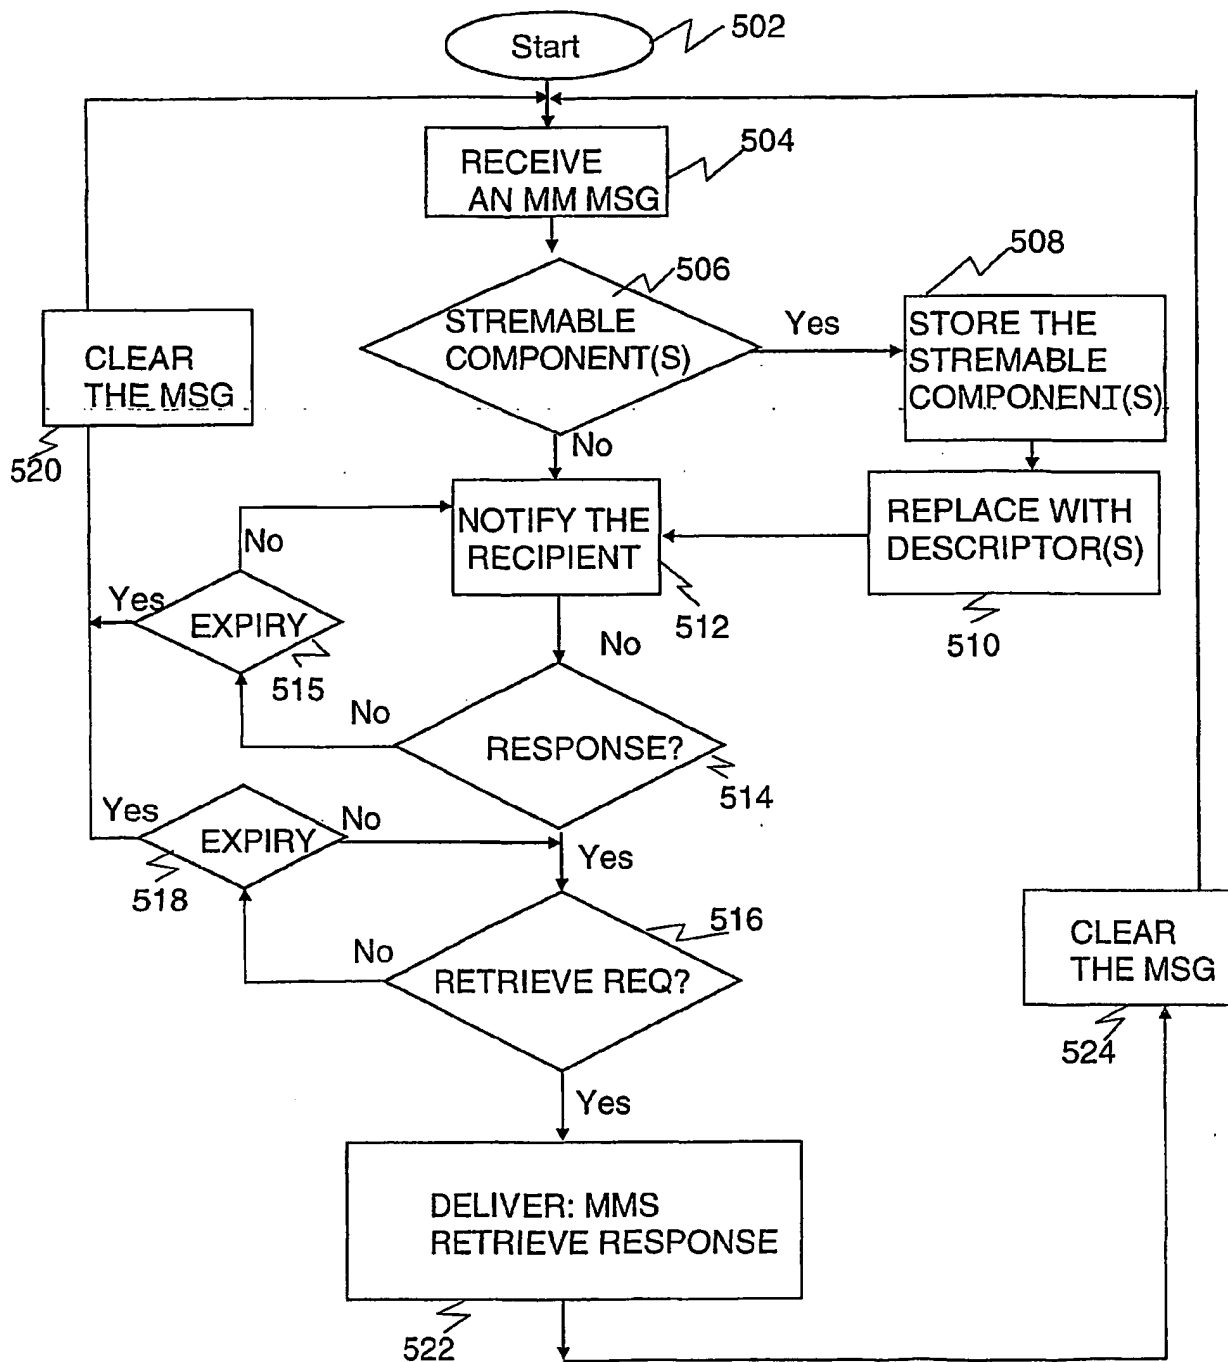 Start
502
RECEIVE
AN MM MSG
504
506
508
STREMABLE
COMPONENT(S)
Yes
STORE THE
STREMABLE
COMPONENT(S)
CLEAR
THE MSG
520
No
NOTIFY THE
RECIPIENT
REPLACE WITH
DESCRIPTOR(S)
No
Yes
EXPIRY
515
512
510
No
No
RESPONSE?
514
Yes
EXPIRY
No
Yes
518
516
No
RETRIEVE REQ?
CLEAR
THE MSG
524
Yes
DELIVER: MMS
RETRIEVE RESPONSE
522